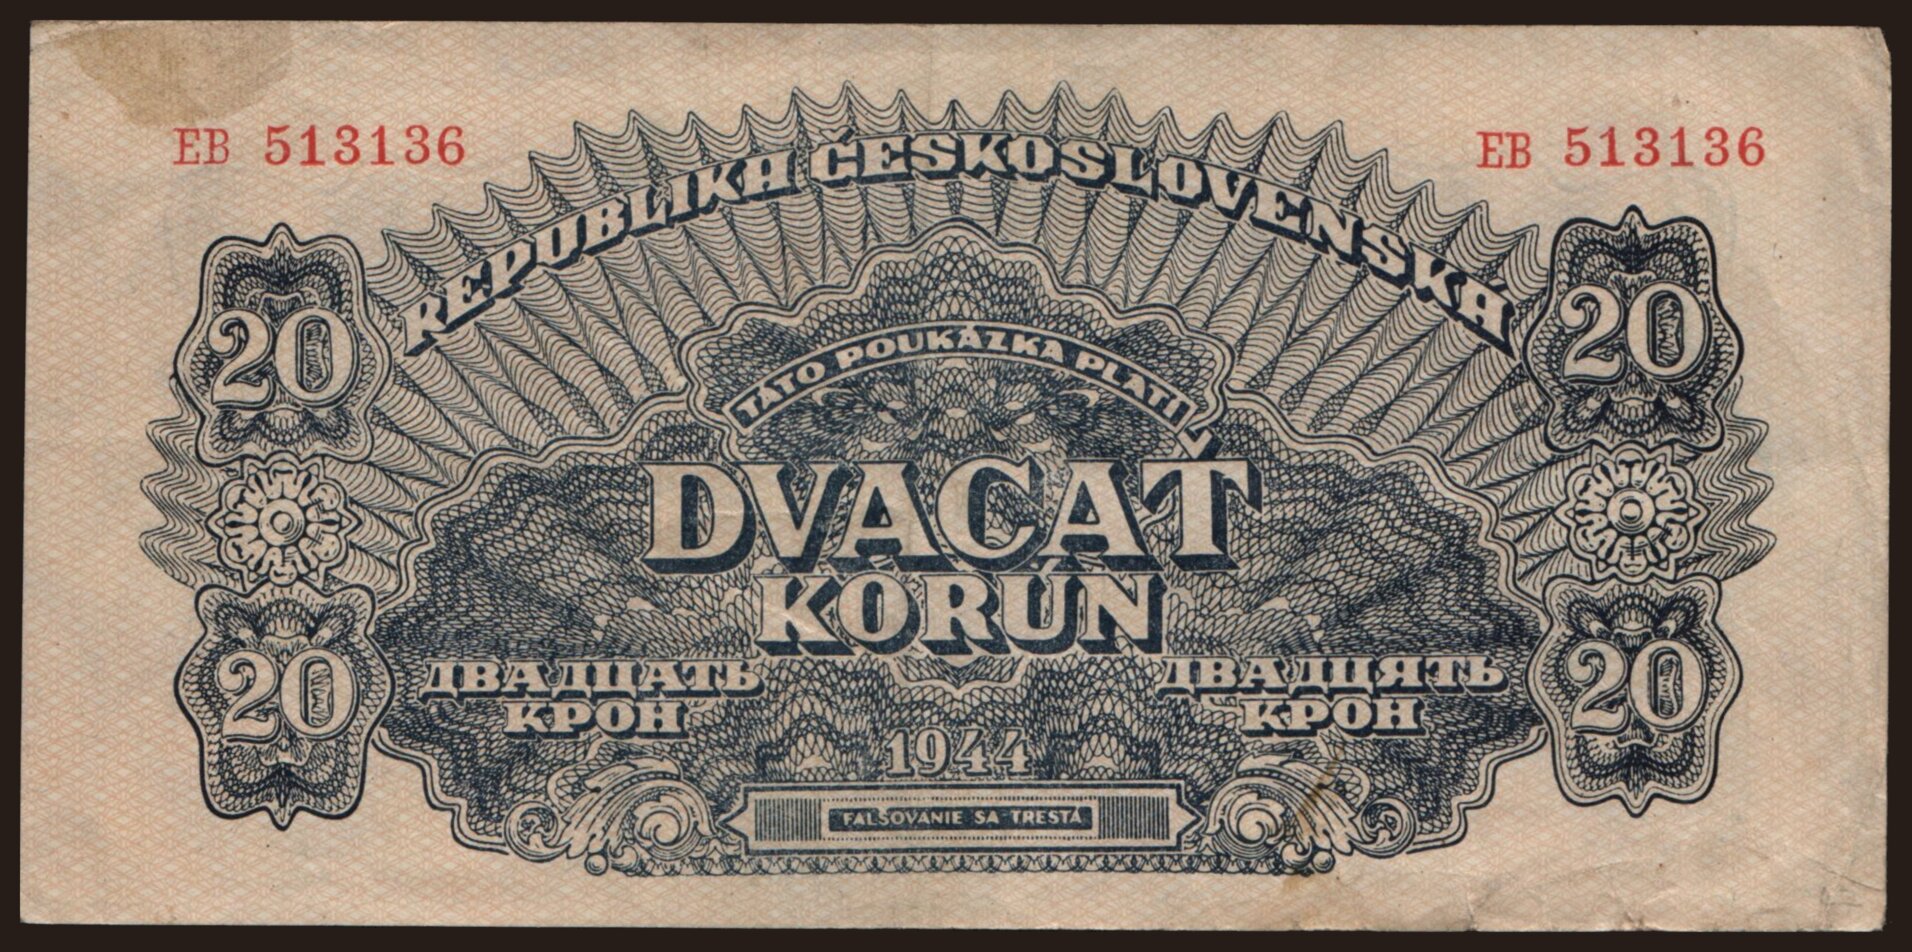 EB 513136
EB 513136
REPUBLIKA ČESKOSLOVENSKÁ
20
20
TÁTO POUKÁZKA PLATÍ
DVACAŤ
KORÚN
ДВАДЦАТЬ
КРОН
ДВАДЦЯТЬ
КРОН
20
20
1944
FALŠOVANIE SA TRESTÁ